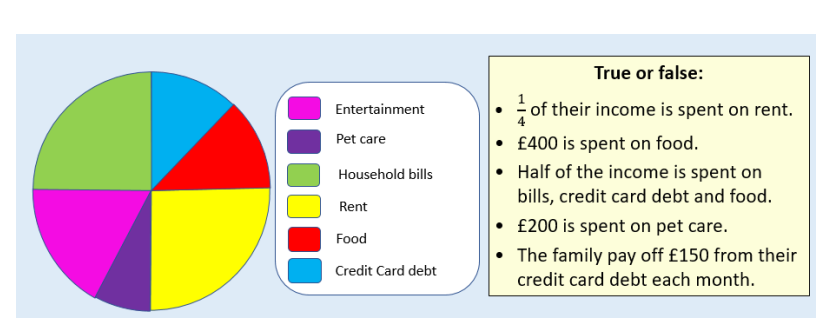 Entertainment
Pet care
Household bills
Rent
Food
Credit Card debt
True or false:
• 1/4 of their income is spent on rent.
• £400 is spent on food.
• Half of the income is spent on
bills, credit card debt and food.
• £200 is spent on pet care.
• The family pay off £150 from their
credit card debt each month.